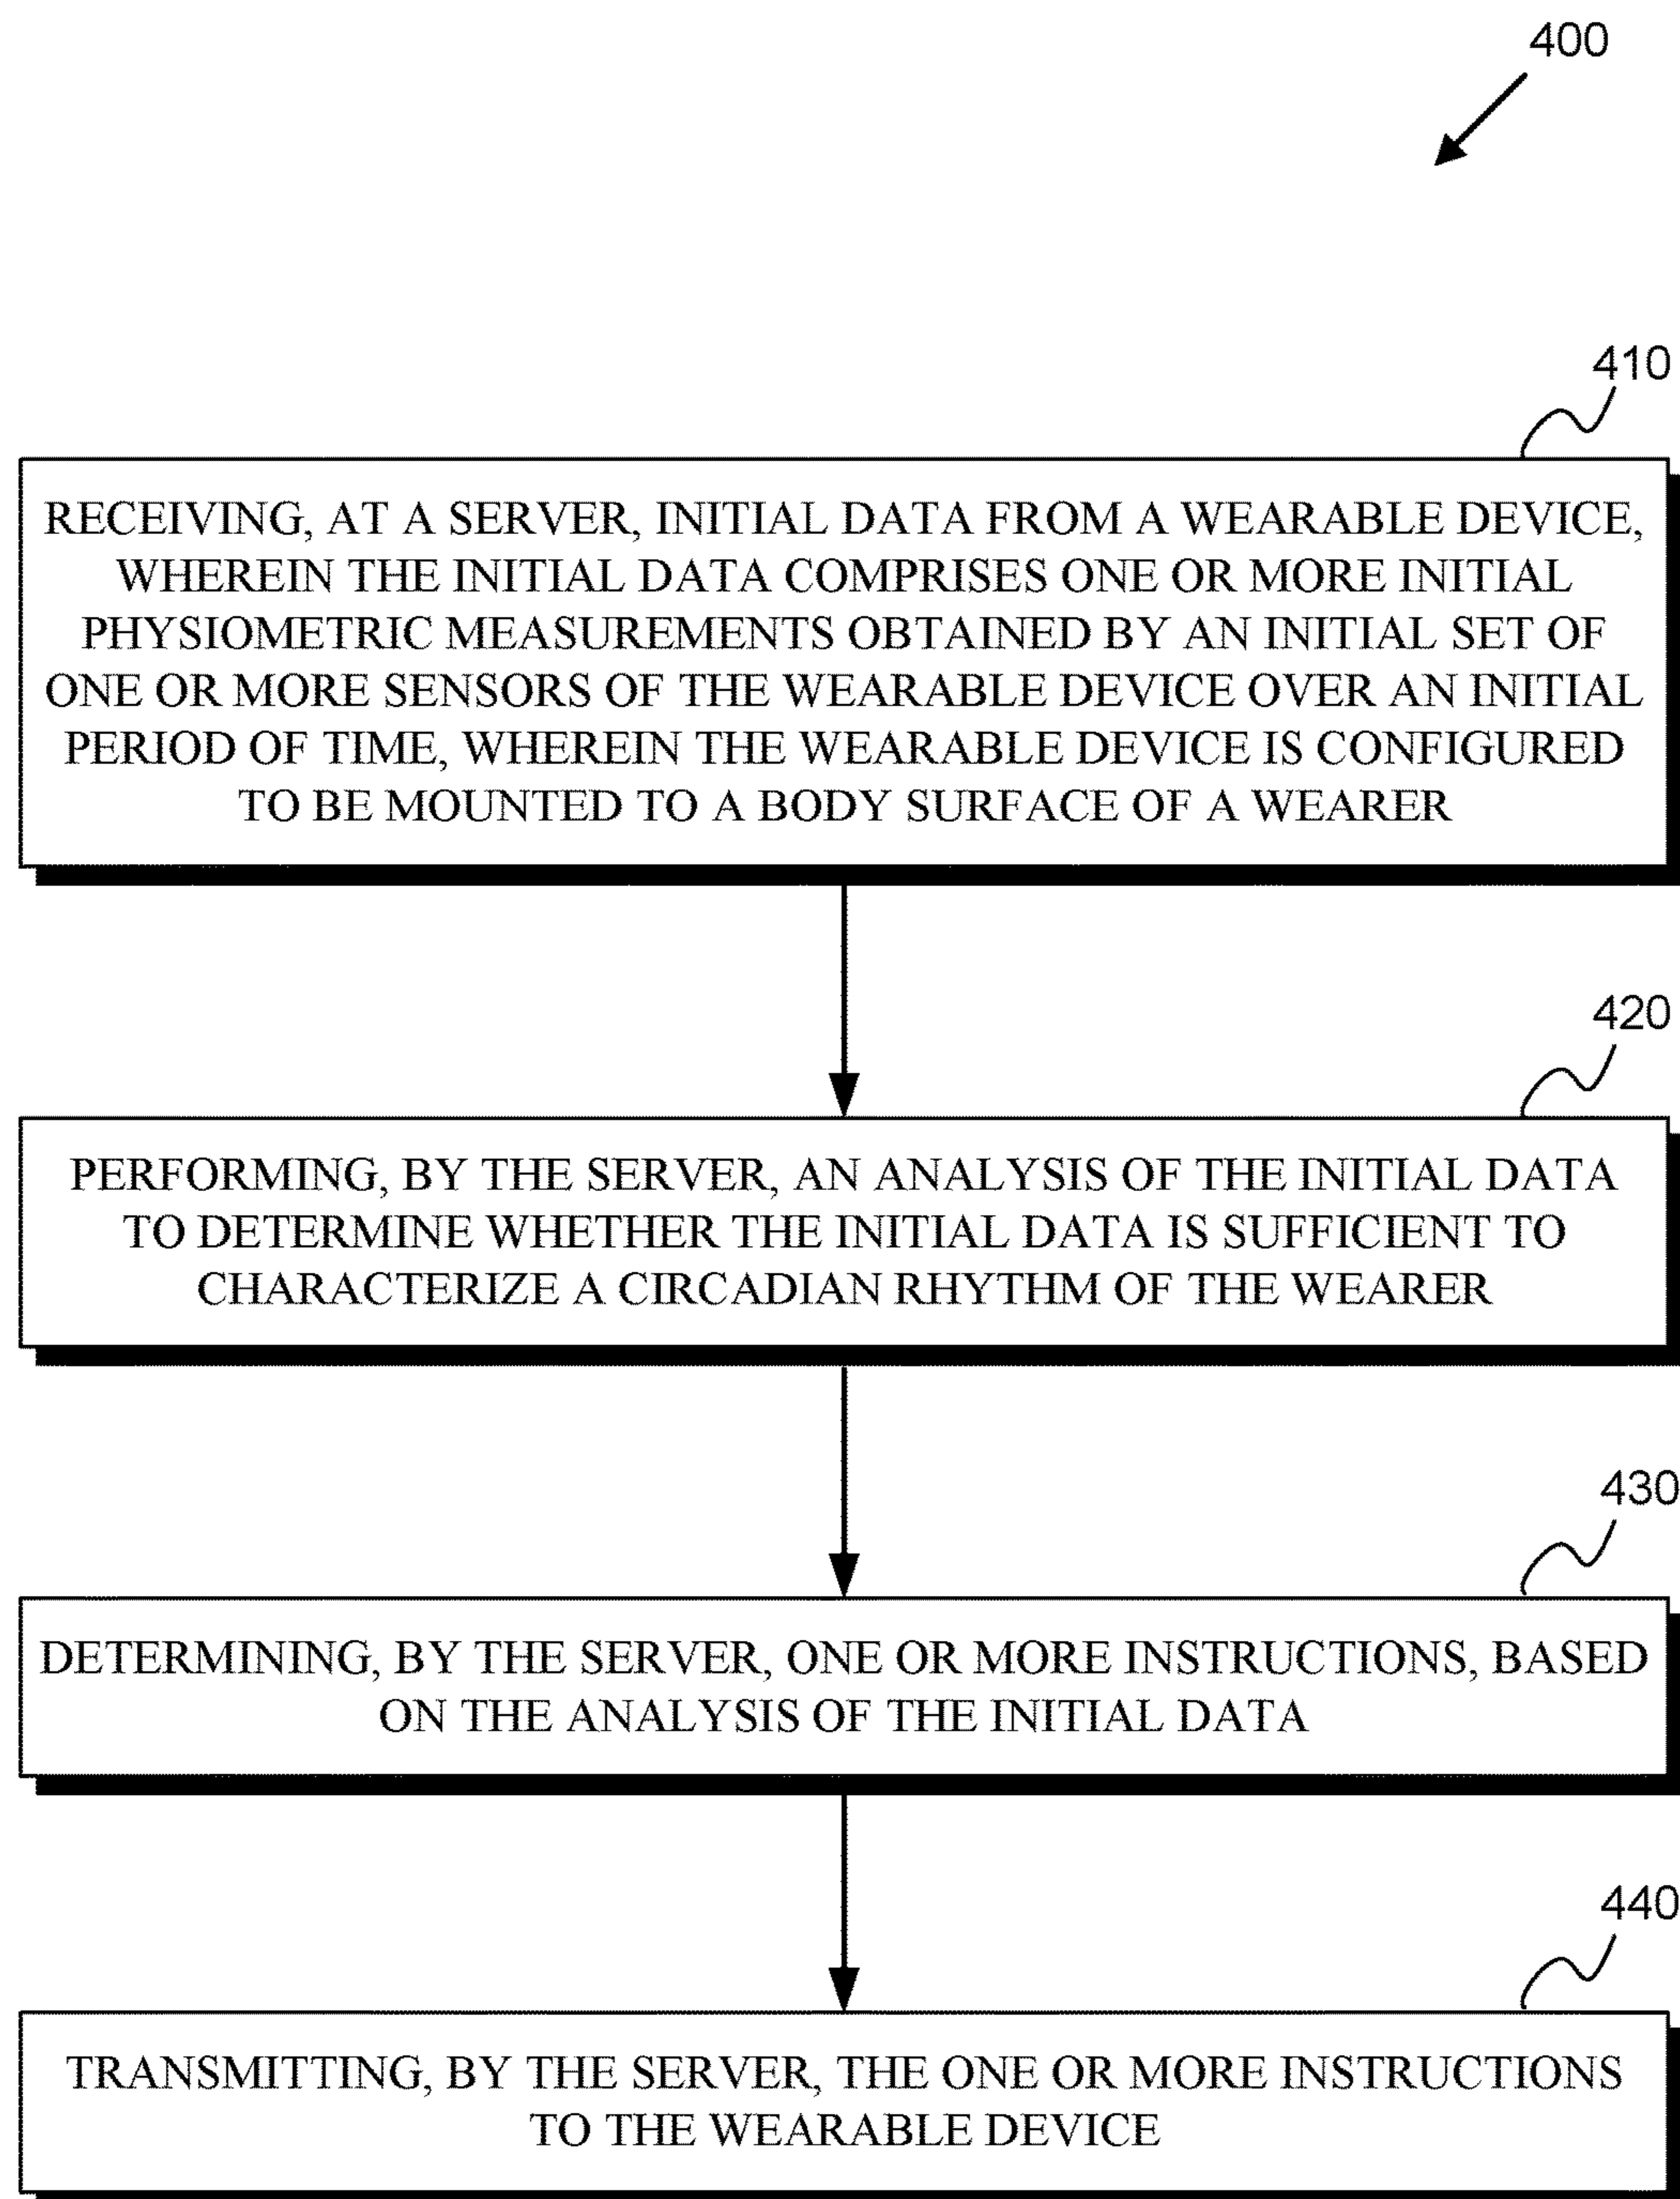 400
410
RECEIVING, AT A SERVER, INITIAL DATA FROM A WEARABLE DEVICE,
WHEREIN THE INITIAL DATA COMPRISES ONE OR MORE INITIAL
PHYSIOMETRIC MEASUREMENTS OBTAINED BY AN INITIAL SET OF
ONE OR MORE SENSORS OF THE WEARABLE DEVICE OVER AN INITIAL
PERIOD OF TIME, WHEREIN THE WEARABLE DEVICE IS CONFIGURED
TO BE MOUNTED TO A BODY SURFACE OF A WEARER
420
PERFORMING, BY THE SERVER, AN ANALYSIS OF THE INITIAL DATA
TO DETERMINE WHETHER THE INITIAL DATA IS SUFFICIENT TO
CHARACTERIZE A CIRCADIAN RHYTHM OF THE WEARER
430
DETERMINING, BY THE SERVER, ONE OR MORE INSTRUCTIONS, BASED
ON THE ANALYSIS OF THE INITIAL DATA
440
TRANSMITTING, BY THE SERVER, THE ONE OR MORE INSTRUCTIONS
TO THE WEARABLE DEVICE